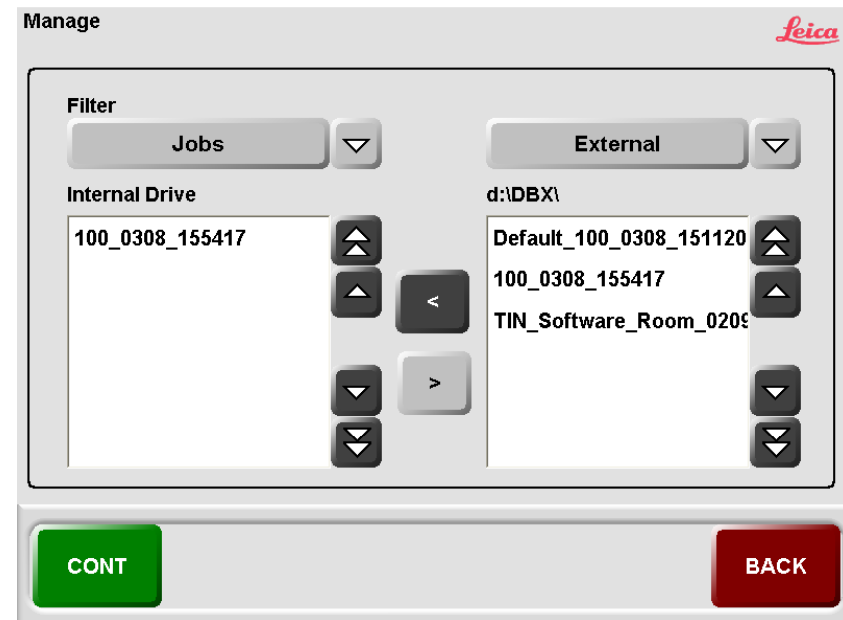 Manage
Leica
Filter
Jobs
External
Internal Drive
d:\DBX\
100_0308_155417
Default_100_0308_151120
100_0308_155417
TIN_Software_Room_0209
<
>
CONT
BACK